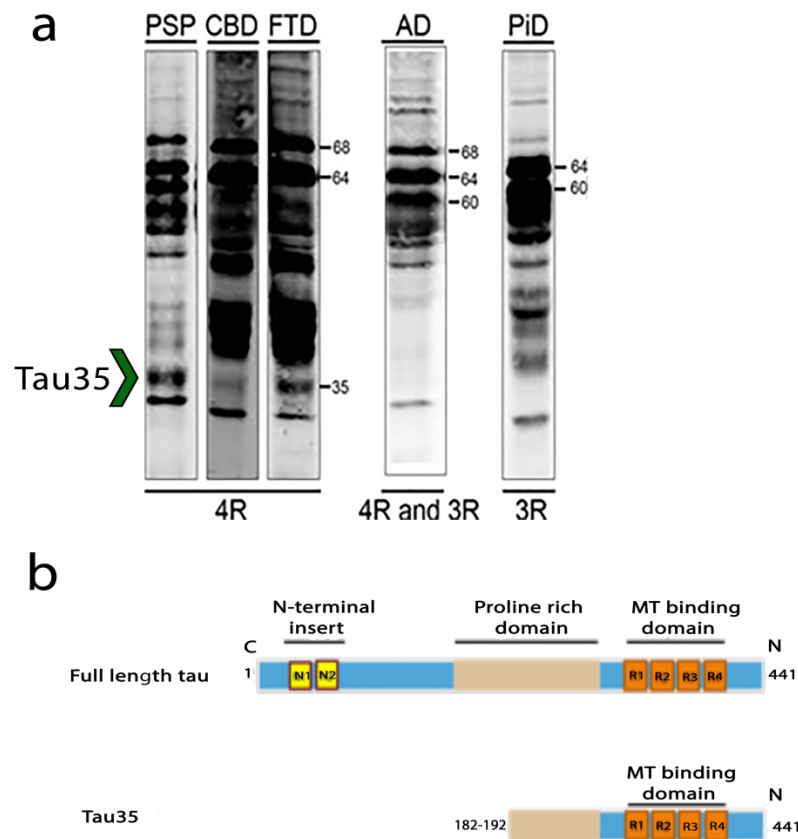 a
PSP CBD FTD AD PiD
68
64
35
68
64
60
64
60
Tau35
4R 4R and 3R 3R
b
N-terminal
insert
Proline rich
domain
MT binding
domain
C N
Full length tau 1 N1 N2 R1 R2 R3 R4 441
MT binding
domain
N
Tau35 182-192 R1 R2 R3 R4 441